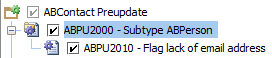 ABContact Preupdate
ABPU2000 - Subtype ABPerson
ABPU2010 - Flag lack of email address